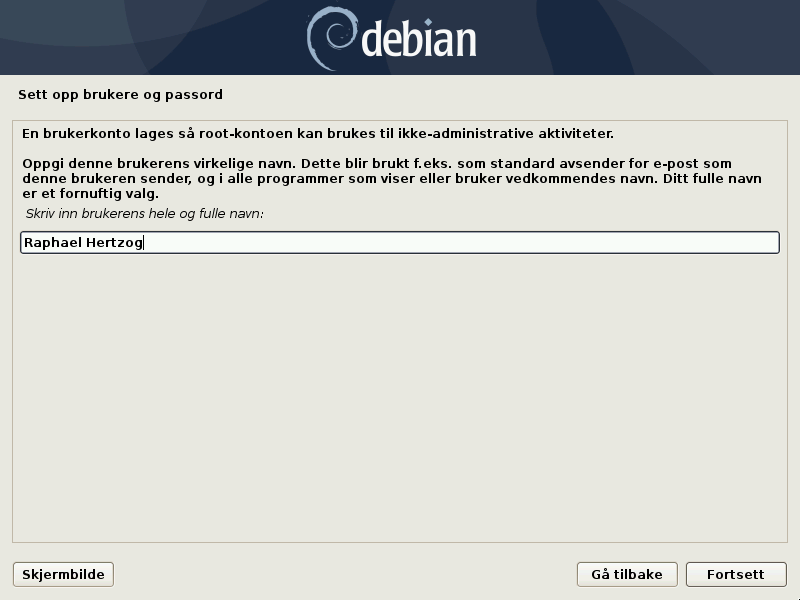 debian
Sett opp brukere og passord
En brukerkonto lages så root-kontoen kan brukes til ikke-administrative aktiviteter.
Oppgi denne brukerens virkelige navn. Dette blir brukt f.eks. som standard avsender for e-post som
denne brukeren sender, og i alle programmer som viser eller bruker vedkommendes navn. Ditt fulle navn
er et fornuftig valg.
Skriv inn brukerens hele og fulle navn:
Raphael Hertzog
Skjermbilde
Gå tilbake
Fortsett